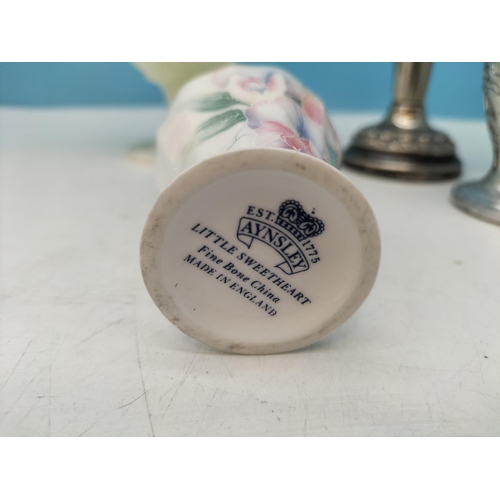 EST. 1775
AYNSLEY
LITTLE SWEETHEART
Fine Bone China
MADE IN ENGLAND